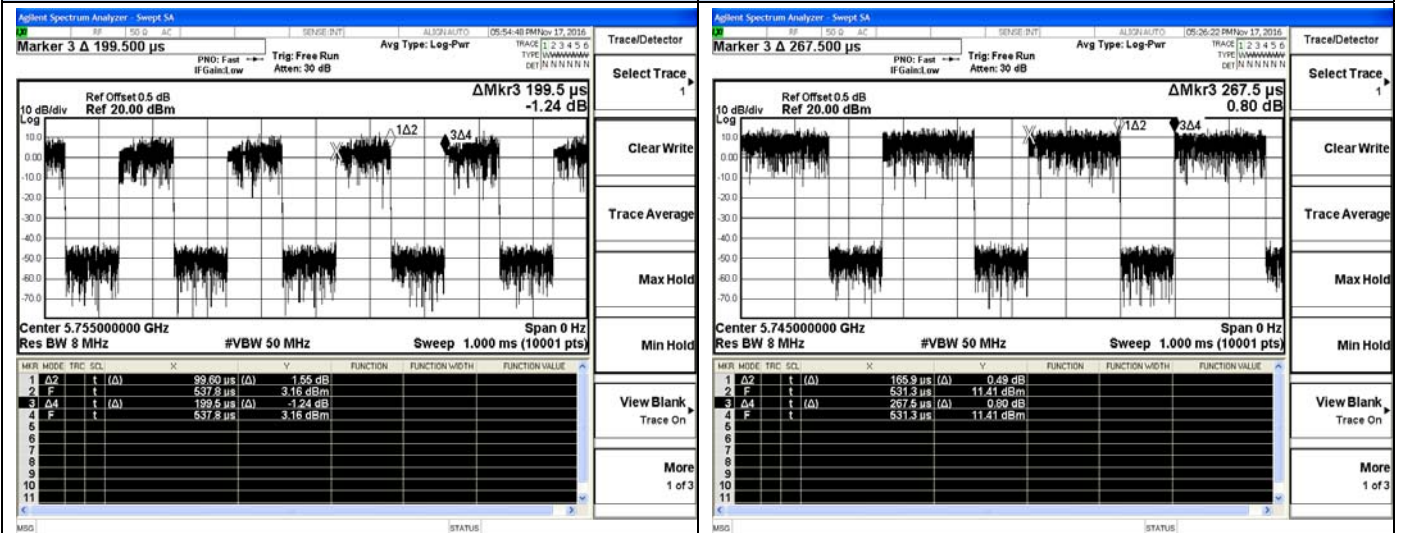 Agilent Spectrum Analyzer - Swept SA
RF 50 Ω AC SENSE:INT ALIGNAUTO 05:54:48 PM Nov 17, 2016
Marker 3 Δ 199.500 µs
PNO: Fast
IFGain:Low
Trig: Free Run
Atten: 30 dB
Avg Type: Log-Pwr
TRACE 1 2 3 4 5 6
TYPE
DET N N N N N N
Trace/Detector
Select Trace
1
Clear Write
Trace Average
Max Hold
Min Hold
View Blank
Trace On
More
1 of 3
ΔMkr3 199.5 µs
-1.24 dB
Ref Offset 0.5 dB
10 dB/div Ref 20.00 dBm
Log
10.0
0.00
-10.0
-20.0
-30.0
-40.0
-50.0
-60.0
-70.0
X
1Δ2
3Δ4
Center 5.755000000 GHz Span 0 Hz
Res BW 8 MHz #VBW 50 MHz Sweep 1.000 ms (10001 pts)
MKR MODE TRC SCL X Y FUNCTION FUNCTION WIDTH FUNCTION VALUE
1 Δ2 t (Δ) 99.60 µs (Δ) 1.55 dB
2 F t 537.8 µs 3.16 dBm
3 Δ4 t (Δ) 199.5 µs (Δ) -1.24 dB
4 F t 537.8 µs 3.16 dBm
5
6
7
8
9
10
11
MSG STATUS
Agilent Spectrum Analyzer - Swept SA
RF 50 Ω AC SENSE:INT ALIGNAUTO 05:26:22 PM Nov 17, 2016
Marker 3 Δ 267.500 µs
PNO: Fast
IFGain:Low
Trig: Free Run
Atten: 30 dB
Avg Type: Log-Pwr
TRACE 1 2 3 4 5 6
TYPE
DET N N N N N N
Trace/Detector
Select Trace
1
Clear Write
Trace Average
Max Hold
Min Hold
View Blank
Trace On
More
1 of 3
ΔMkr3 267.5 µs
0.80 dB
Ref Offset 0.5 dB
10 dB/div Ref 20.00 dBm
Log
10.0
0.00
-10.0
-20.0
-30.0
-40.0
-50.0
-60.0
-70.0
X
1Δ2
3Δ4
Center 5.745000000 GHz Span 0 Hz
Res BW 8 MHz #VBW 50 MHz Sweep 1.000 ms (10001 pts)
MKR MODE TRC SCL X Y FUNCTION FUNCTION WIDTH FUNCTION VALUE
1 Δ2 t (Δ) 165.9 µs (Δ) 0.49 dB
2 F t 531.3 µs 11.41 dBm
3 Δ4 t (Δ) 267.5 µs (Δ) 0.80 dB
4 F t 531.3 µs 11.41 dBm
5
6
7
8
9
10
11
MSG STATUS